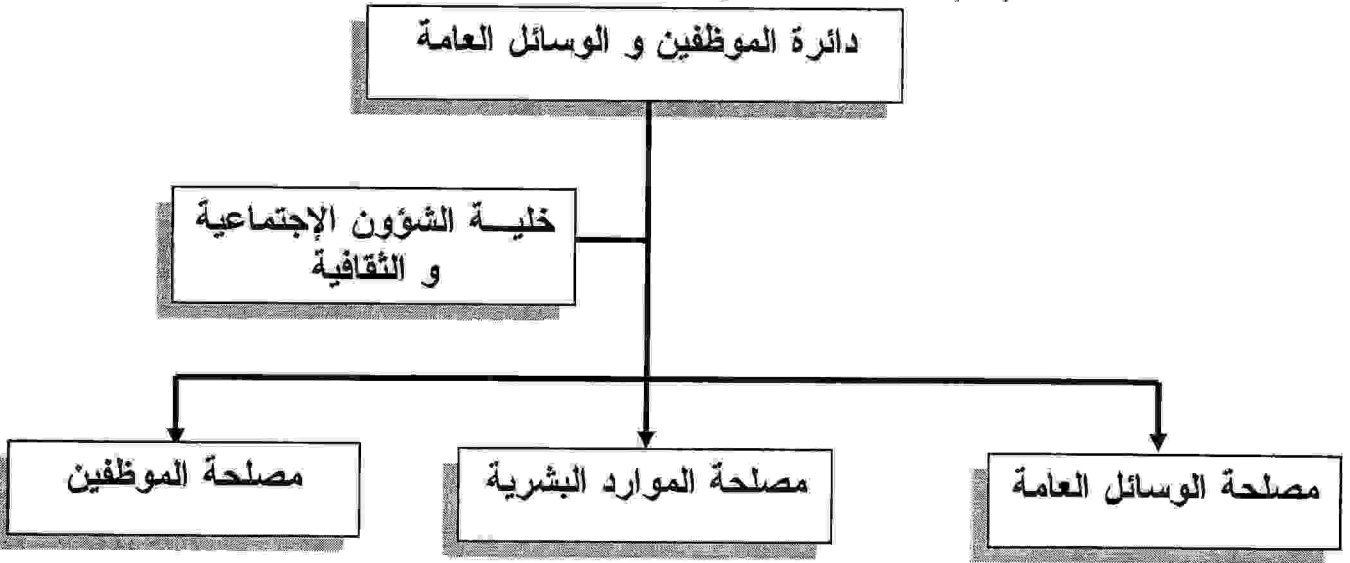 دائرة الموظفين و الوسائل العامة
خليـــة الشؤون الإجتماعية
و الثقافية
مصلحة الوسائل العامة
مصلحة الموارد البشرية
مصلحة الموظفين